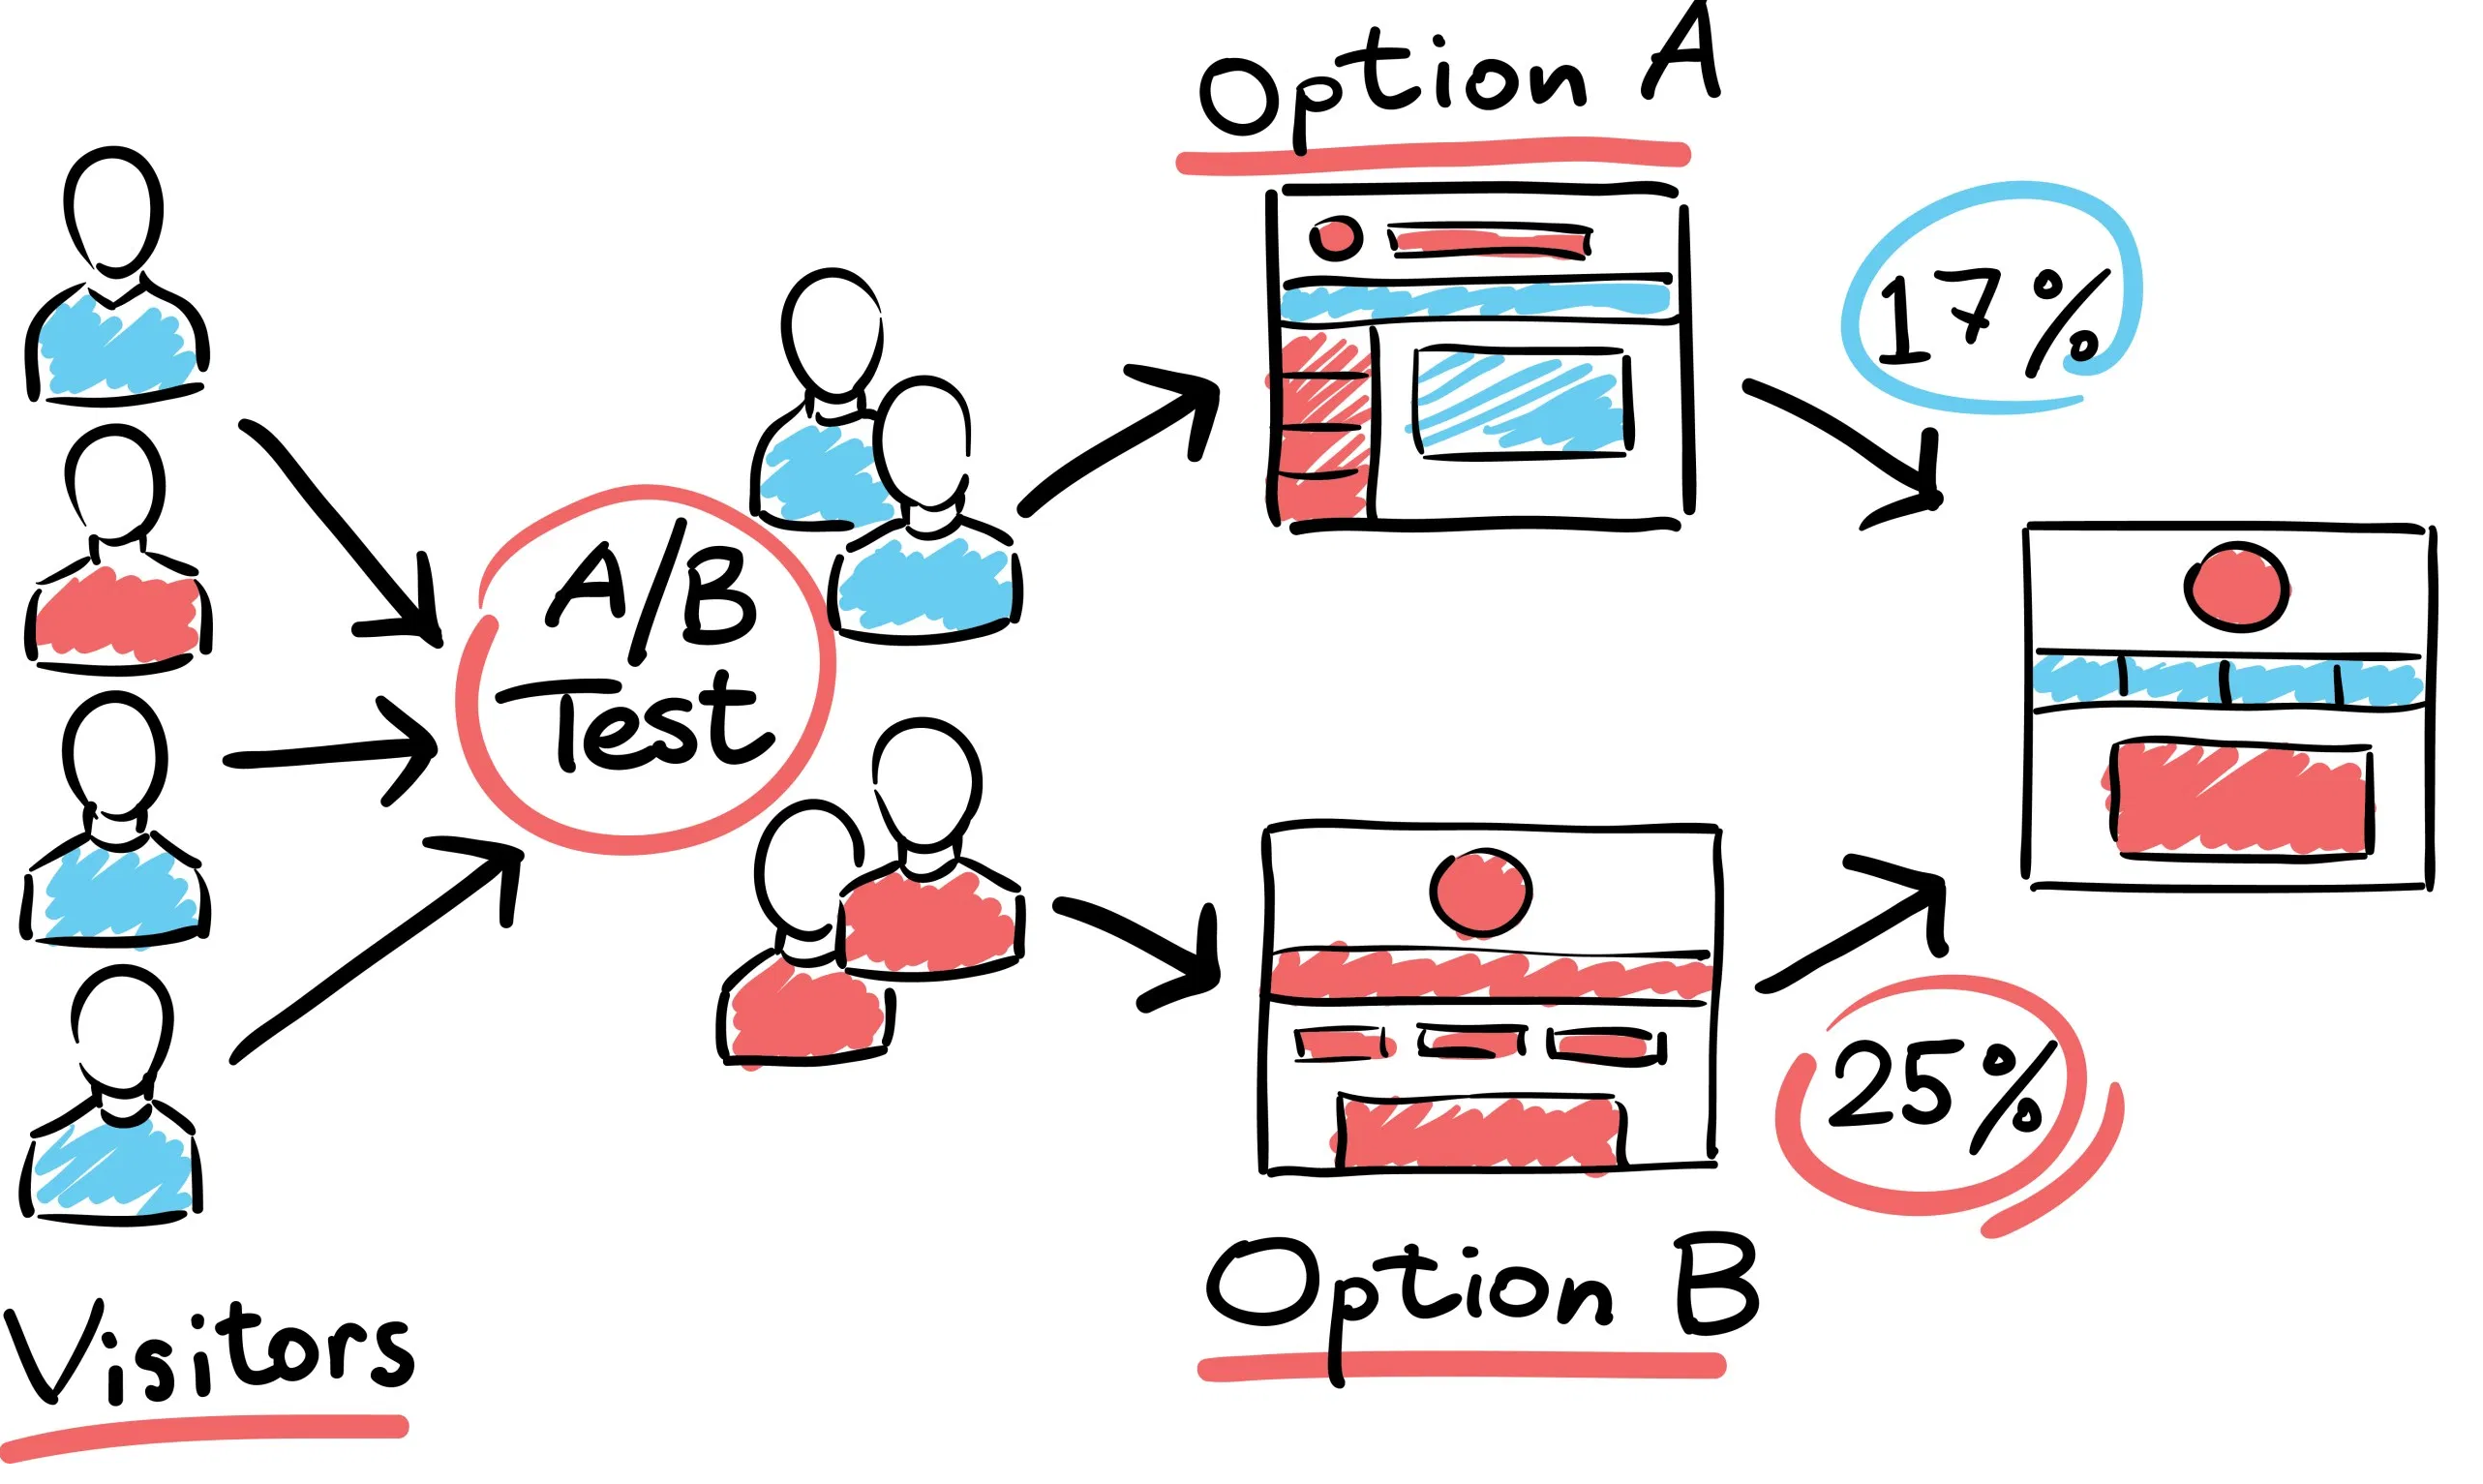 Option A
17%
A/B
Test
25%
Option B
Visitors